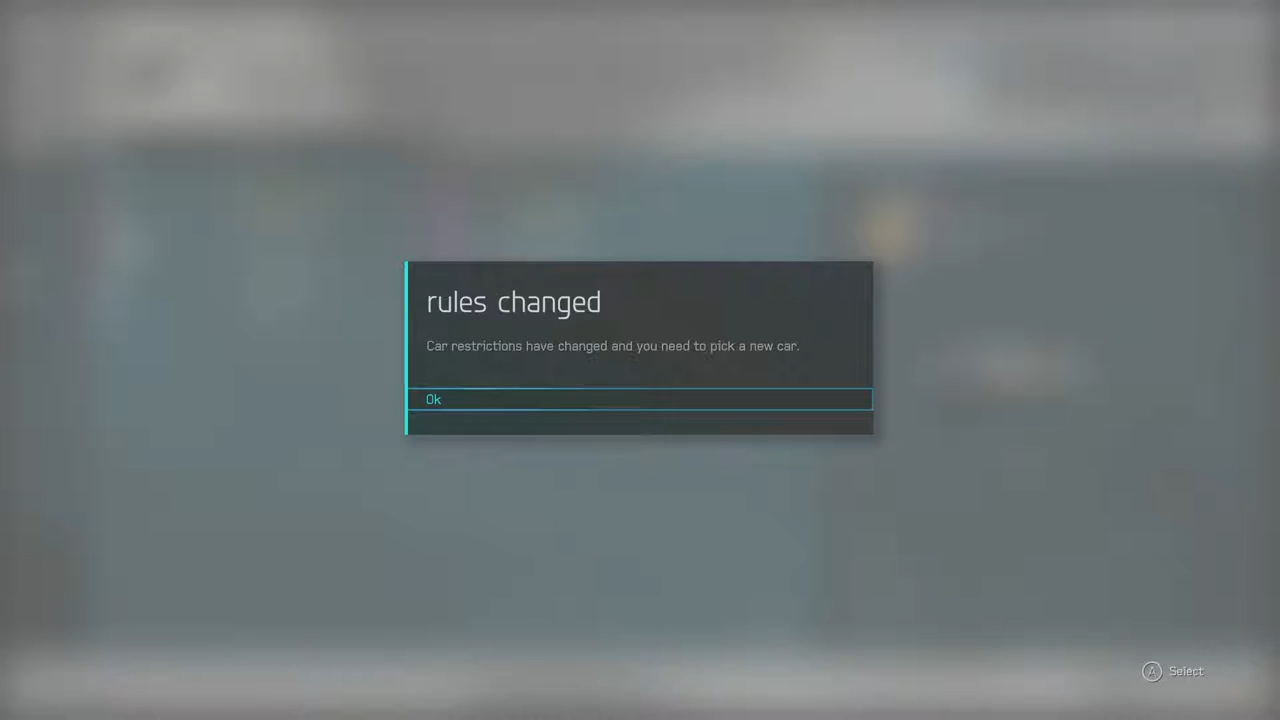 rules changed
Car restrictions have changed and you need to pick a new car.
Ok
A Select